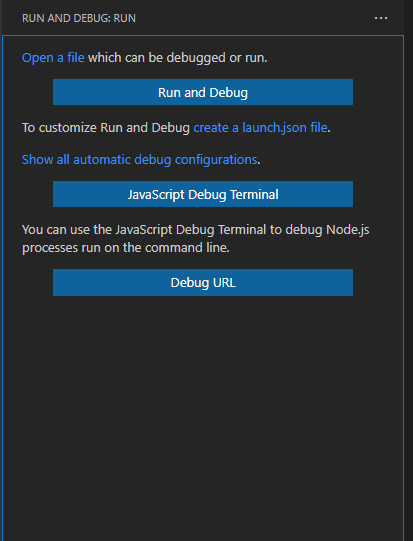 RUN AND DEBUG: RUN
Open a file which can be debugged or run.
Run and Debug
To customize Run and Debug create a launch.json file.
Show all automatic debug configurations.
JavaScript Debug Terminal
You can use the JavaScript Debug Terminal to debug Node.js
processes run on the command line.
Debug URL